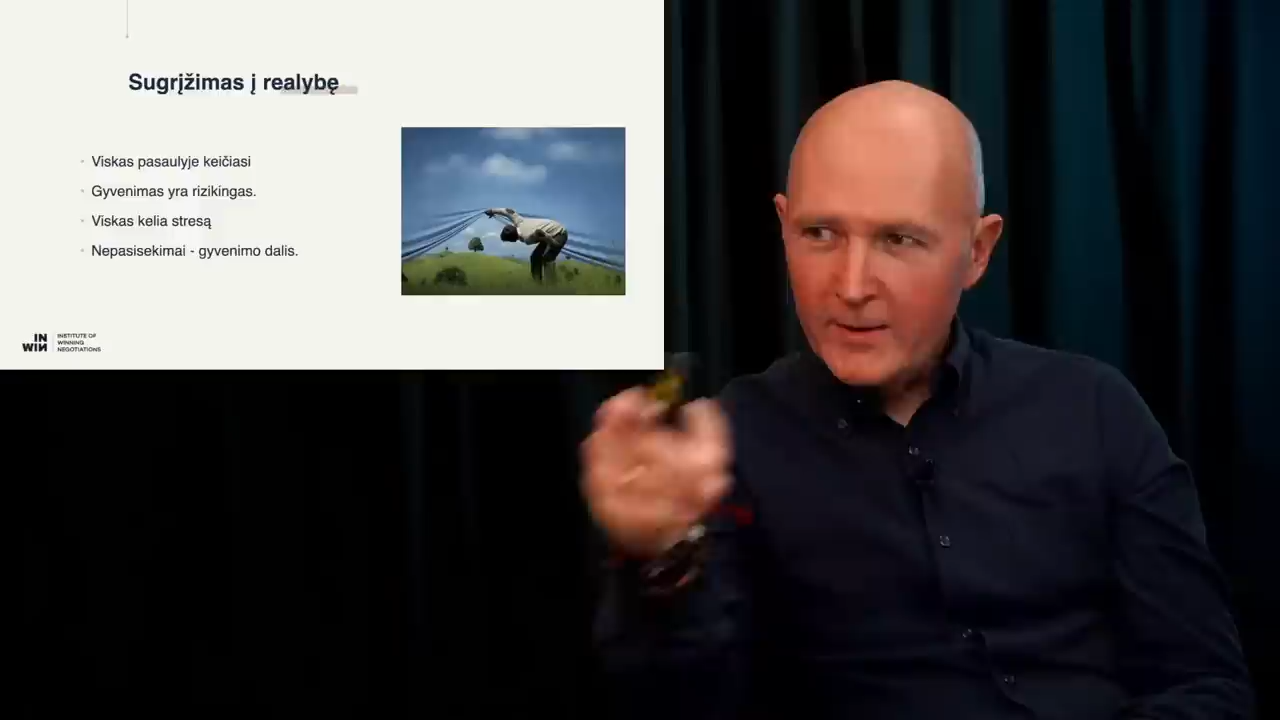 Sugrįžimas į realybę
Viskas pasaulyje keičiasi
Gyvenimas yra rizikingas.
Viskas kelia stresą
Nepasisekimai - gyvenimo dalis.
IN
WIN
INSTITUTE OF
WINNING
NEGOTIATIONS